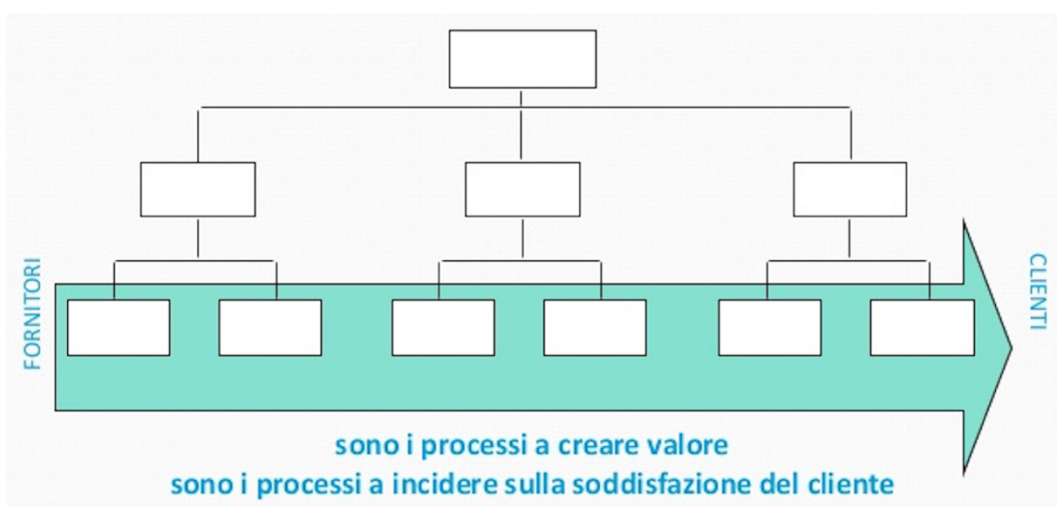 FORNITORI
CLIENTI
sono i processi a creare valore
sono i processi a incidere sulla soddisfazione del cliente